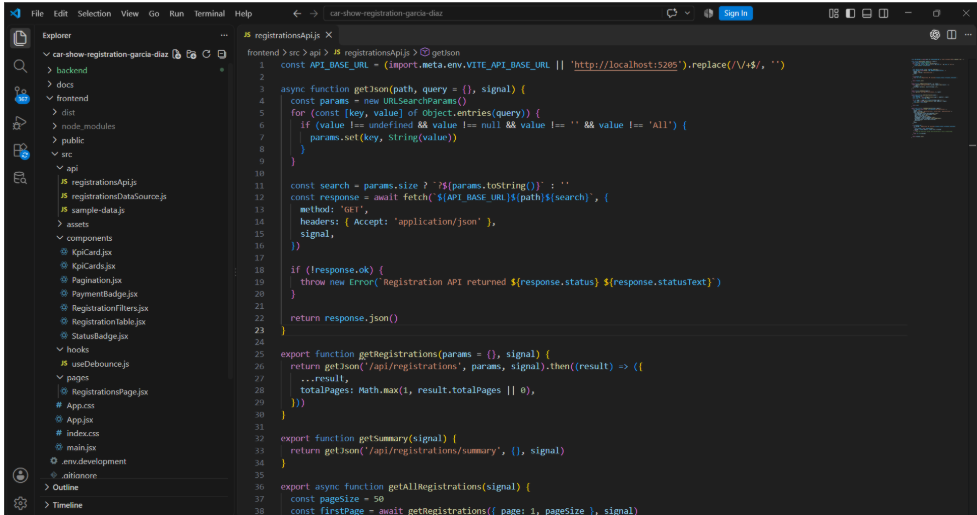 File Edit Selection View Go Run Terminal Help
car-show-registration-garcia-diaz
Sign In
Explorer
car-show-registration-garcia-diaz
backend
docs
frontend
dist
node_modules
public
src
api
JS registrationsApi.js
JS registrationsDataSource.js
JS sample-data.js
assets
components
KpiCard.jsx
KpiCards.jsx
Pagination.jsx
PaymentBadge.jsx
RegistrationFilters.jsx
RegistrationTable.jsx
StatusBadge.jsx
hooks
JS useDebounce.js
pages
RegistrationsPage.jsx
# App.css
App.jsx
# index.css
main.jsx
.env.development
.gitignore
Outline
Timeline
JS registrationsApi.js
frontend > src > api > JS registrationsApi.js > getJson
1 const API_BASE_URL = (import.meta.env.VITE_API_BASE_URL || 'http://localhost:5205').replace(/\/+$/, '')
2
3 async function getJson(path, query = {}, signal) {
4 const params = new URLSearchParams()
5 for (const [key, value] of Object.entries(query)) {
6 if (value !== undefined && value !== null && value !== '' && value !== 'All') {
7 params.set(key, String(value))
8 }
9 }
10
11 const search = params.size ? `?${params.toString()}` : ''
12 const response = await fetch(`${API_BASE_URL}${path}${search}`, {
13 method: 'GET',
14 headers: { Accept: 'application/json' },
15 signal,
16 })
17
18 if (!response.ok) {
19 throw new Error(`Registration API returned ${response.status} ${response.statusText}`)
20 }
21
22 return response.json()
23 }
24
25 export function getRegistrations(params = {}, signal) {
26 return getJson('/api/registrations', params, signal).then((result) => ({
27 ...result,
28 totalPages: Math.max(1, result.totalPages || 0),
29 }))
30 }
31
32 export function getSummary(signal) {
33 return getJson('/api/registrations/summary', {}, signal)
34 }
35
36 export async function getAllRegistrations(signal) {
37 const pageSize = 50
38 const firstPage = await getRegistrations({ page: 1, pageSize }, signal)